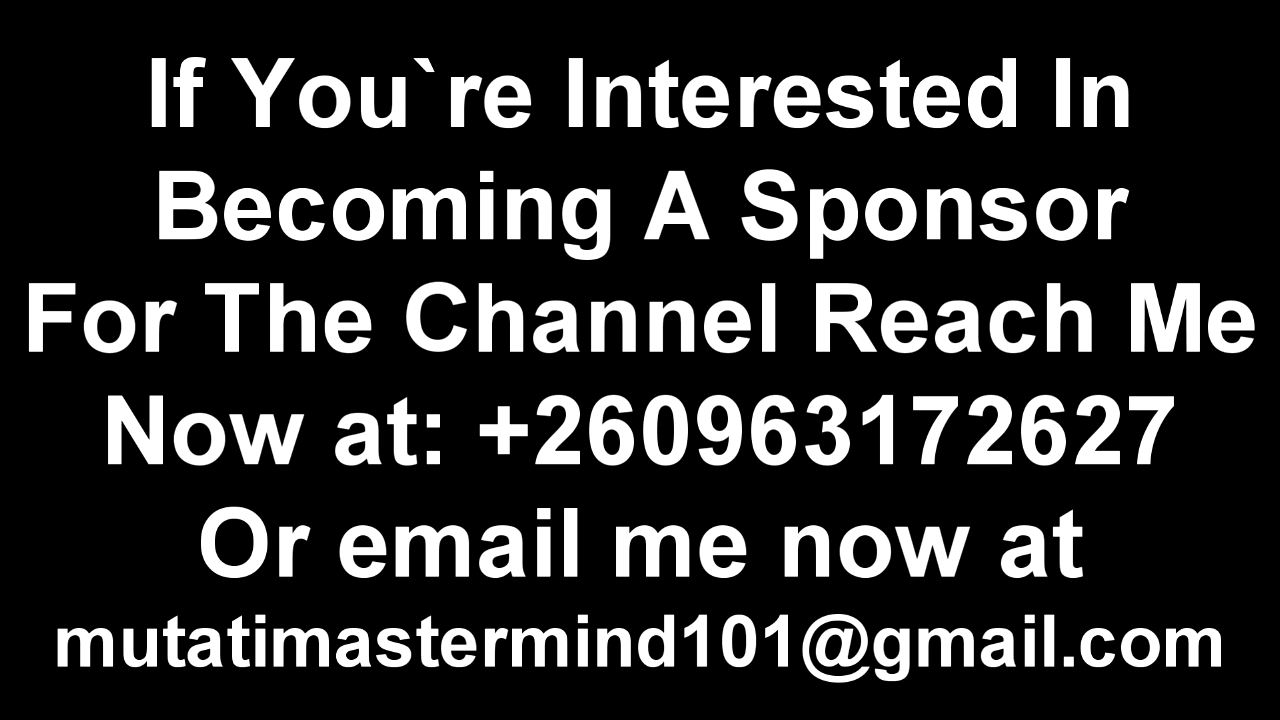 If You`re Interested In
Becoming A Sponsor
For The Channel Reach Me
Now at: +260963172627
Or email me now at
mutatimastermind101@gmail.com